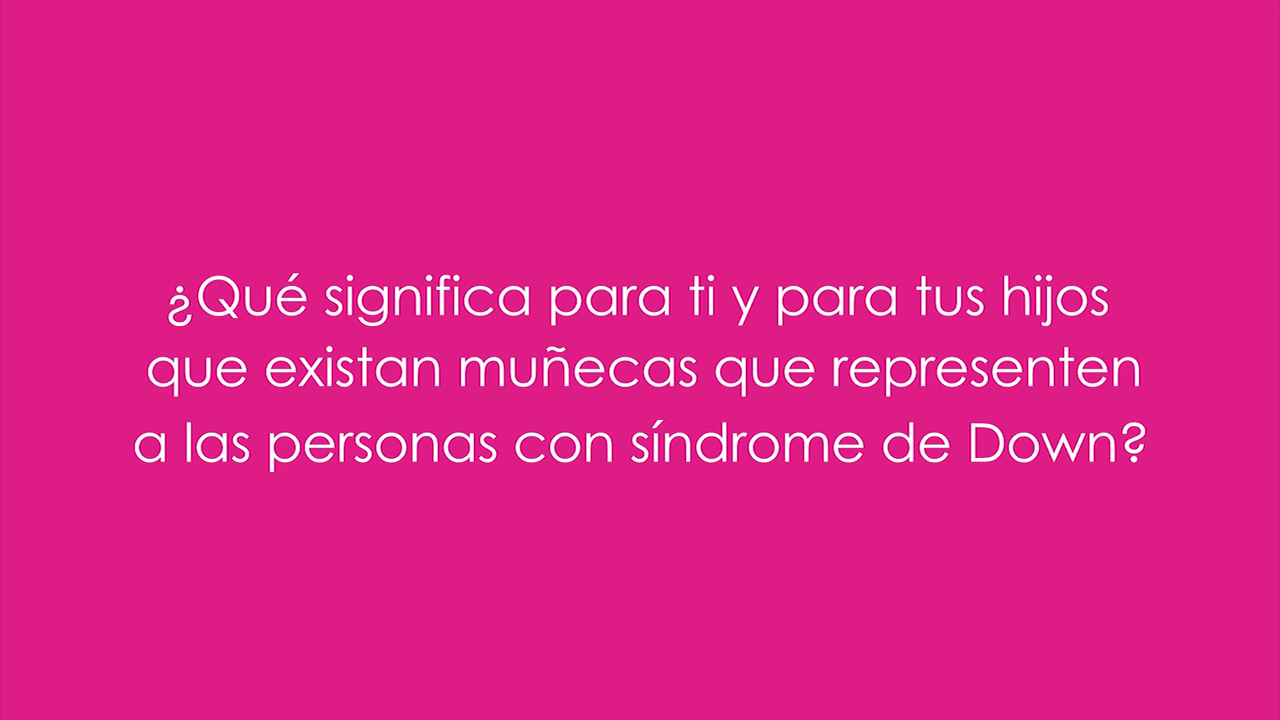 ¿Qué significa para ti y para tus hijos
que existan muñecas que representen
a las personas con síndrome de Down?